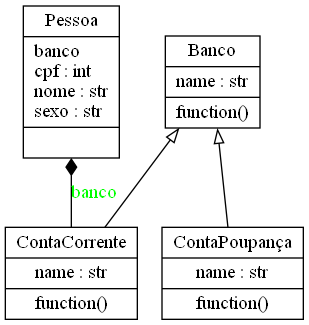 Pessoa
banco
cpf : int
nome : str
sexo : str
Banco
name : str
function()
banco
ContaCorrente
name : str
function()
ContaPoupança
name : str
function()